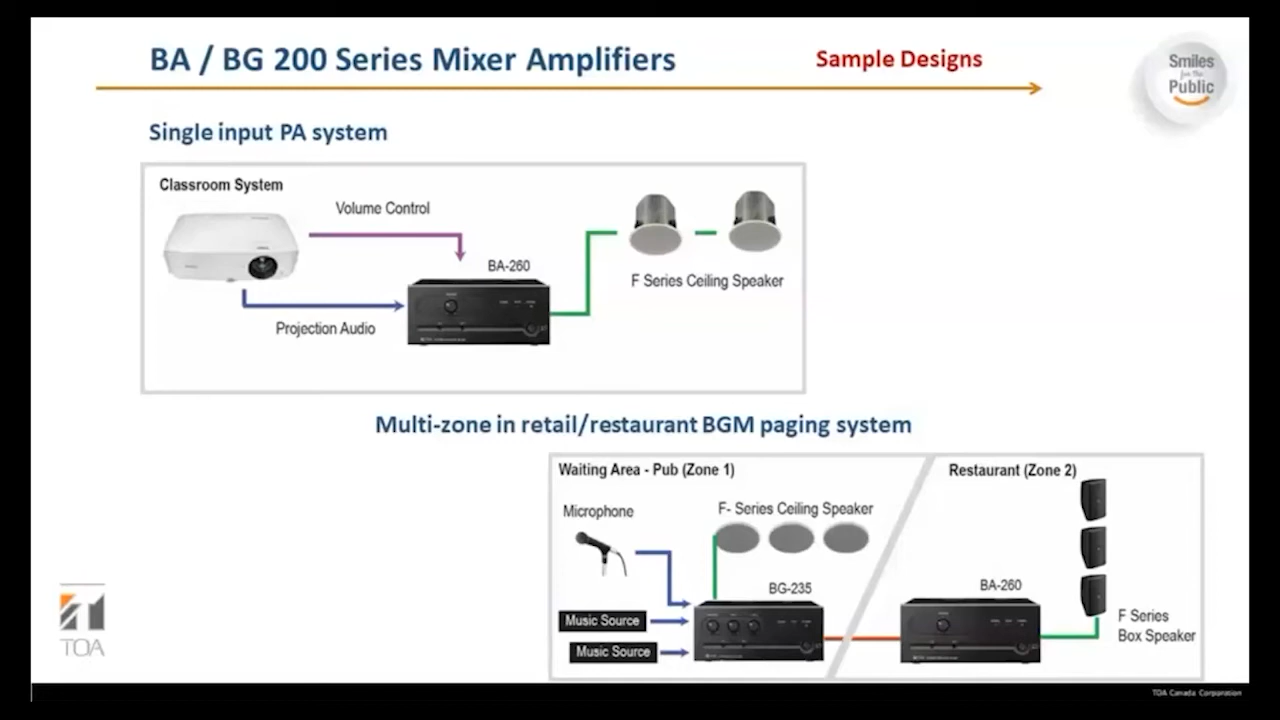 BA / BG 200 Series Mixer Amplifiers
Sample Designs
Smiles
for the
Public
Single input PA system
Classroom System
Volume Control
BA-260
F Series Ceiling Speaker
Projection Audio
Multi-zone in retail/restaurant BGM paging system
Waiting Area - Pub (Zone 1)
Restaurant (Zone 2)
Microphone
F- Series Ceiling Speaker
BG-235
BA-260
Music Source
Music Source
F Series
Box Speaker
TOA
TOA Canada Corporation